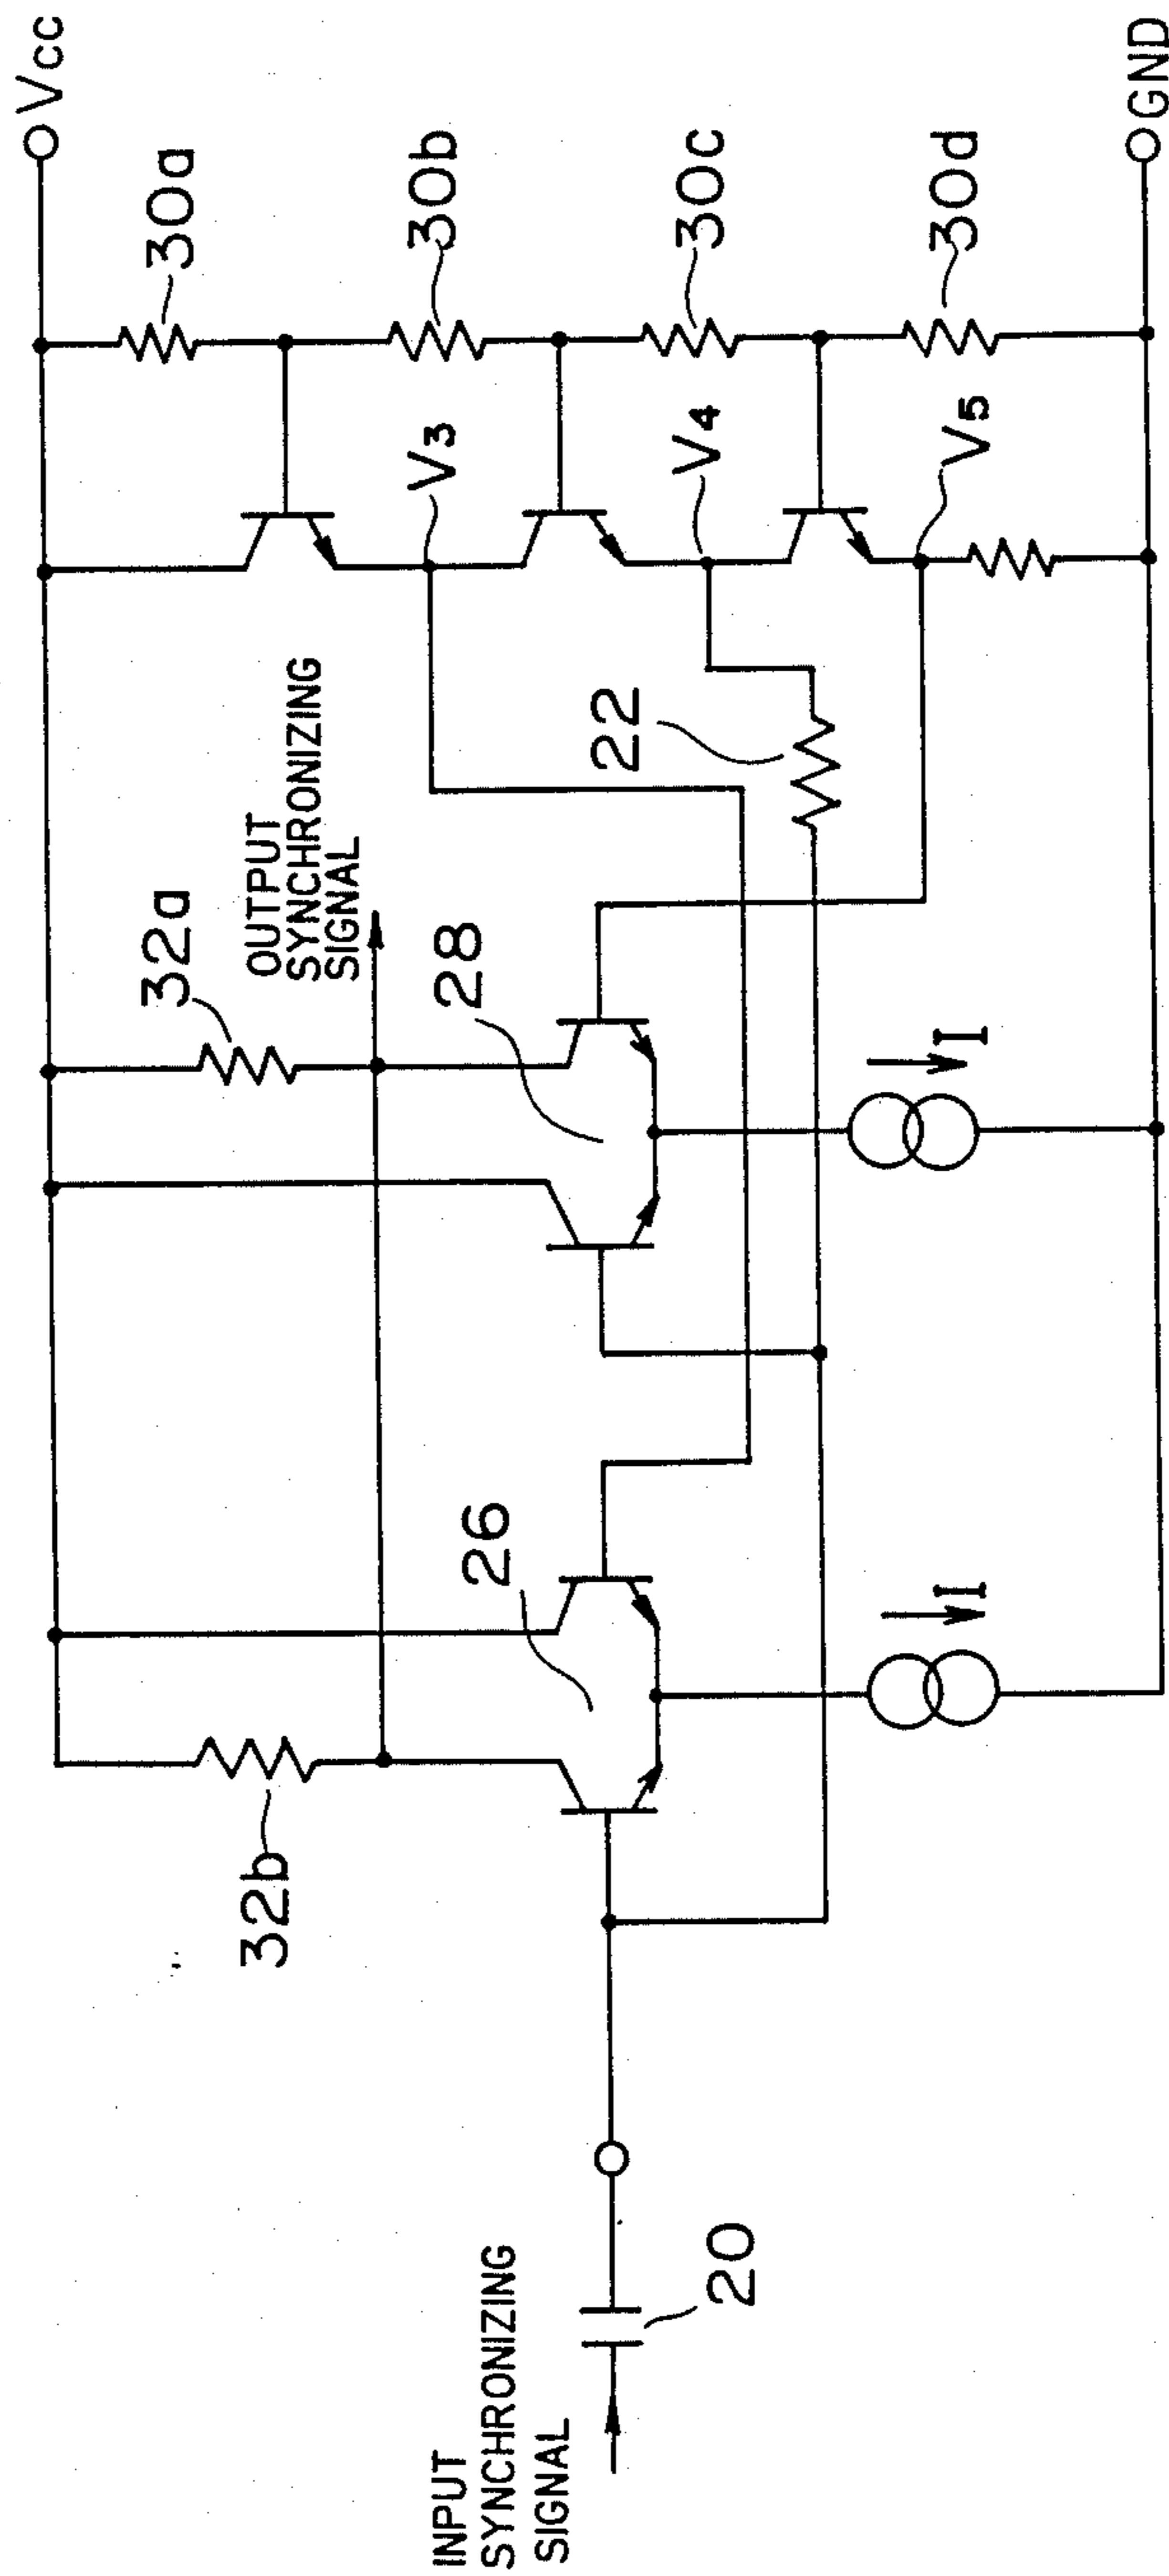 INPUT
SYNCHRONIZING
SIGNAL
20
32b
26
28
32a
OUTPUT
SYNCHRONIZING
SIGNAL
22
I
I
V3
V4
V5
30a
30b
30c
30d
Vcc
GND